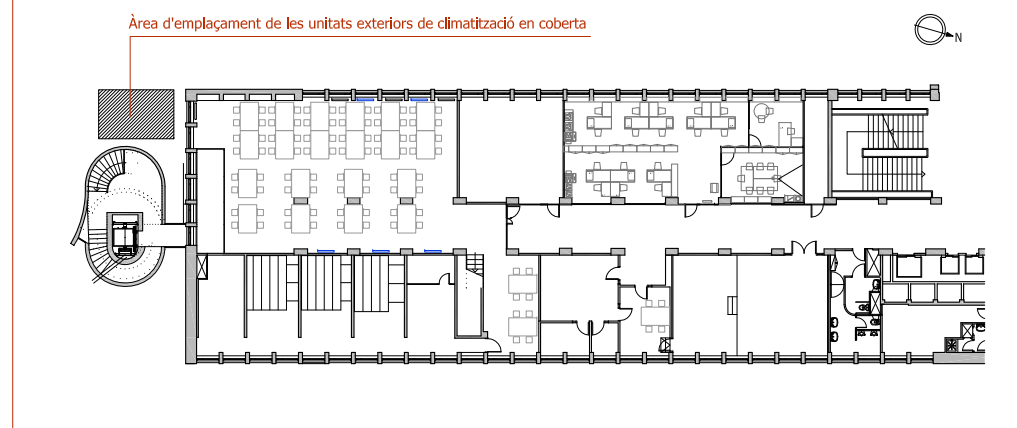 Àrea d'emplaçament de les unitats exteriors de climatització en coberta
N